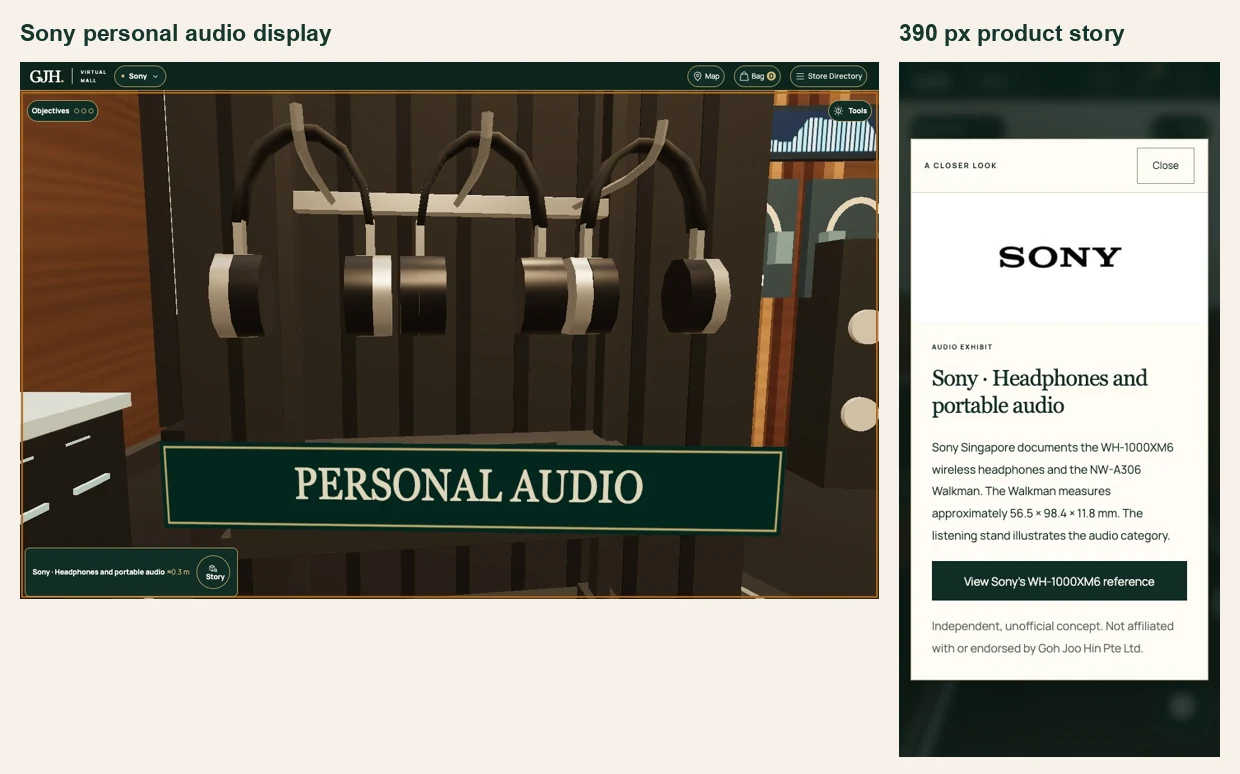 Sony personal audio display
390 px product story
GJH.
VIRTUAL
MALL
Sony
Map
Bag 0
Store Directory
Objectives
Tools
PERSONAL AUDIO
Sony · Headphones and portable audio ≈0.3 m
Story
A CLOSER LOOK
Close
SONY
AUDIO EXHIBIT
Sony · Headphones and
portable audio
Sony Singapore documents the WH-1000XM6
wireless headphones and the NW-A306
Walkman. The Walkman measures
approximately 56.5 × 98.4 × 11.8 mm. The
listening stand illustrates the audio category.
View Sony's WH-1000XM6 reference
Independent, unofficial concept. Not affiliated
with or endorsed by Goh Joo Hin Pte Ltd.